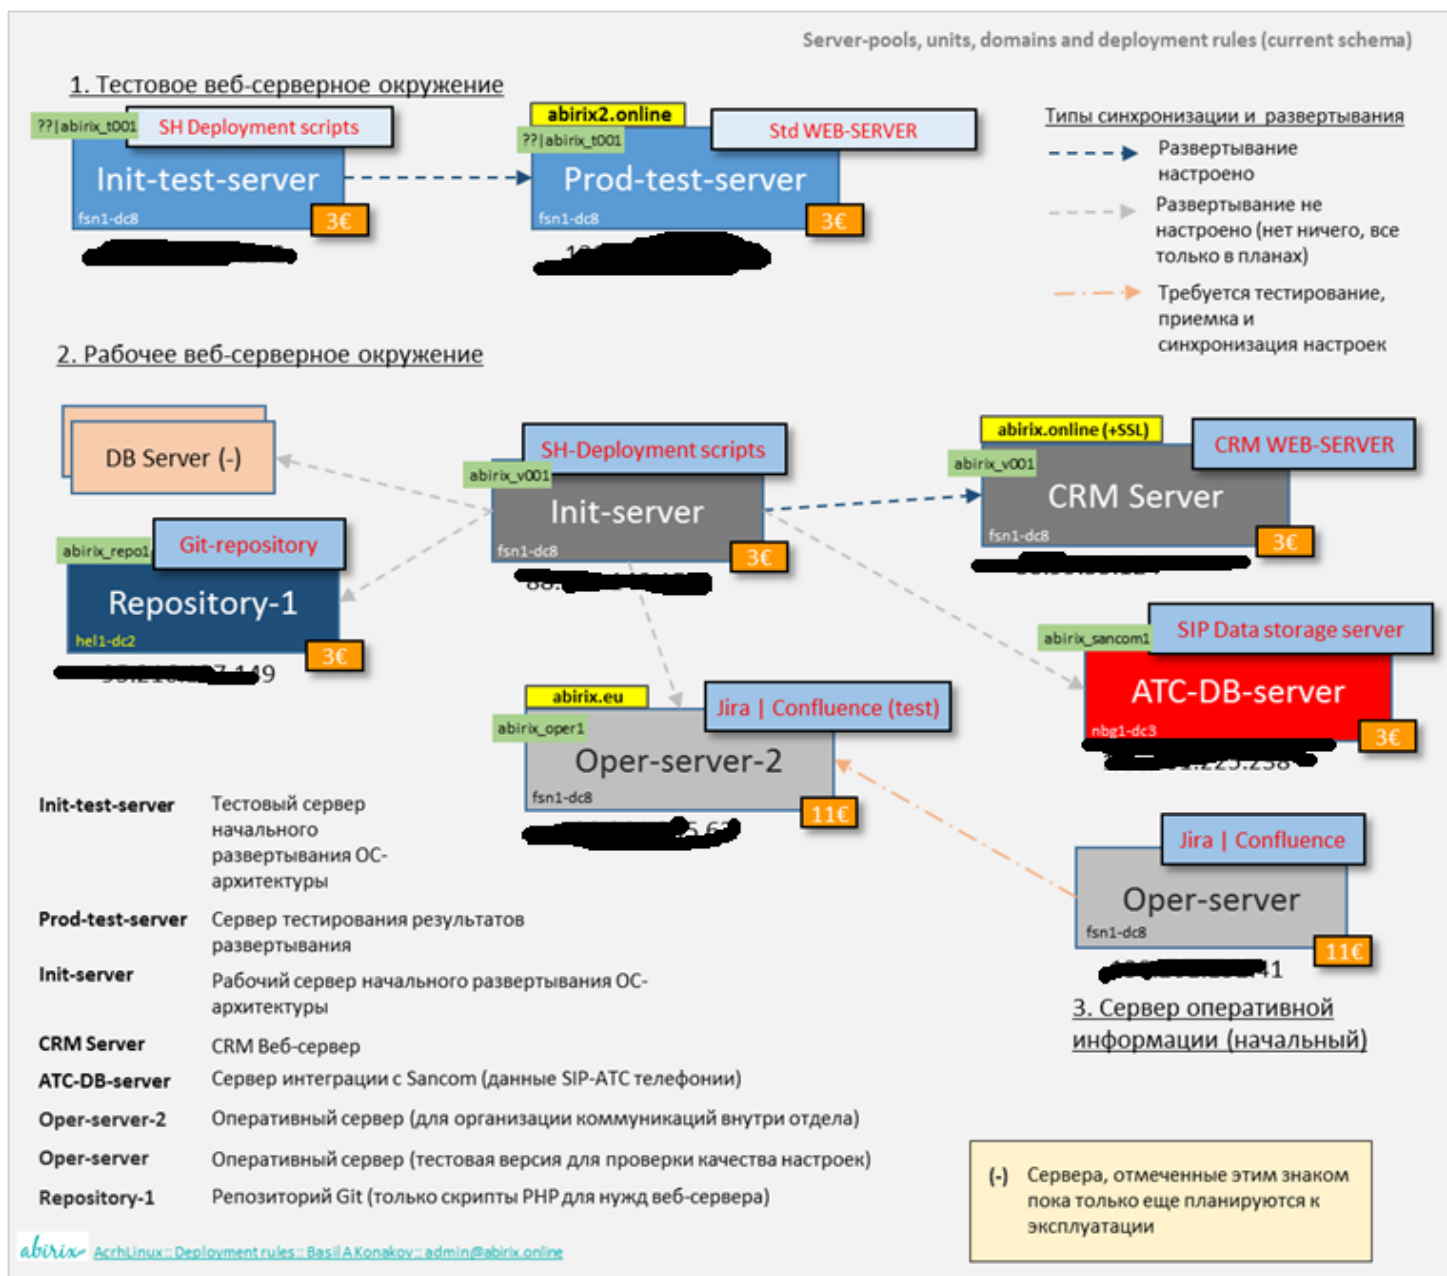 Server-pools, units, domains and deployment rules (current schema)
1. Тестовое веб-серверное окружение
??|abirix_t001
SH Deployment scripts
Init-test-server
fsn1-dc8
3€
abirix2.online
??|abirix_t001
Std WEB-SERVER
Prod-test-server
fsn1-dc8
3€
Типы синхронизации и развертывания
Развертывание
настроено
Развертывание не
настроено (нет ничего, все
только в планах)
Требуется тестирование,
приемка и
синхронизация настроек
2. Рабочее веб-серверное окружение
DB Server (-)
abirix_v001
SH-Deployment scripts
Init-server
fsn1-dc8
3€
abirix.online (+SSL)
abirix_v001
CRM WEB-SERVER
CRM Server
fsn1-dc8
3€
abirix_repo1
Git-repository
Repository-1
hel1-dc2
3€
abirix_sancom1
SIP Data storage server
ATC-DB-server
nbg1-dc3
3€
abirix.eu
abirix_oper1
Jira | Confluence (test)
Oper-server-2
fsn1-dc8
11€
Jira | Confluence
Oper-server
fsn1-dc8
11€
3. Сервер оперативной
информации (начальный)
Init-test-server Тестовый сервер
начального
развертывания ОС-
архитектуры
Prod-test-server Сервер тестирования результатов
развертывания
Init-server Рабочий сервер начального развертывания ОС-
архитектуры
CRM Server CRM Веб-сервер
ATC-DB-server Сервер интеграции с Sancom (данные SIP-АТС телефонии)
Oper-server-2 Оперативный сервер (для организации коммуникаций внутри отдела)
Oper-server Оперативный сервер (тестовая версия для проверки качества настроек)
Repository-1 Репозиторий Git (только скрипты PHP для нужд веб-сервера)
(-) Сервера, отмеченные этим знаком
пока только еще планируются к
эксплуатации
abirix AcrhLinux :: Deployment rules :: Basil A Konakov :: admin@abirix.online